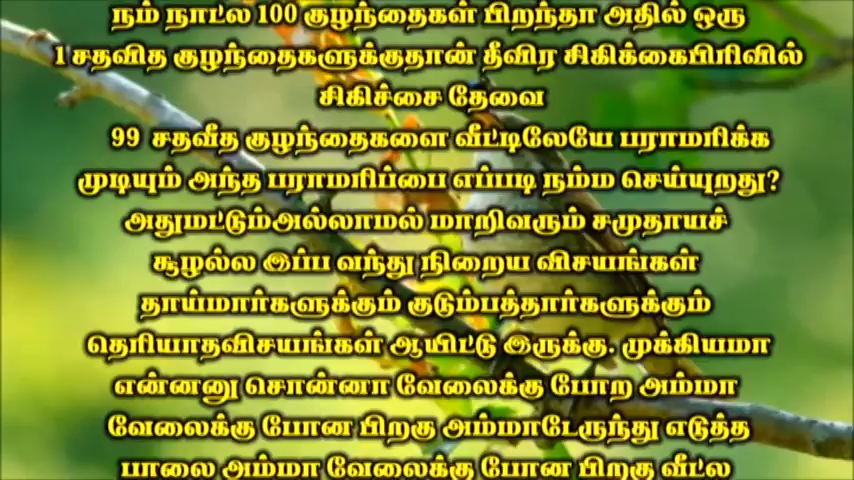 நம் நாட்ல 100 குழந்தைகள் பிறந்தா அதில் ஒரு
1 சதவித குழந்தைகளுக்குதான் தீவிர சிகிக்கைபிரிவில்
சிகிச்சை தேவை
99 சதவீத குழந்தைகளை வீட்டிலேயே பராமரிக்க
முடியும் அந்த பராமரிப்பை எப்படி நம்ம செய்யுறது?
அதுமட்டும்அல்லாமல் மாறிவரும் சமுதாயச்
சூழல்ல இப்ப வந்து நிறைய விசயங்கள்
தாய்மார்களுக்கும் குடும்பத்தார்களுக்கும்
தெரியாதவிசயங்கள் ஆயிட்டு இருக்கு. முக்கியமா
என்னனு சொன்னா வேலைக்கு போற அம்மா
வேலைக்கு போன பிறகு அம்மாடேருந்து எடுத்த
பாலை அம்மா வேலைக்கு போன பிறகு வீட்ல